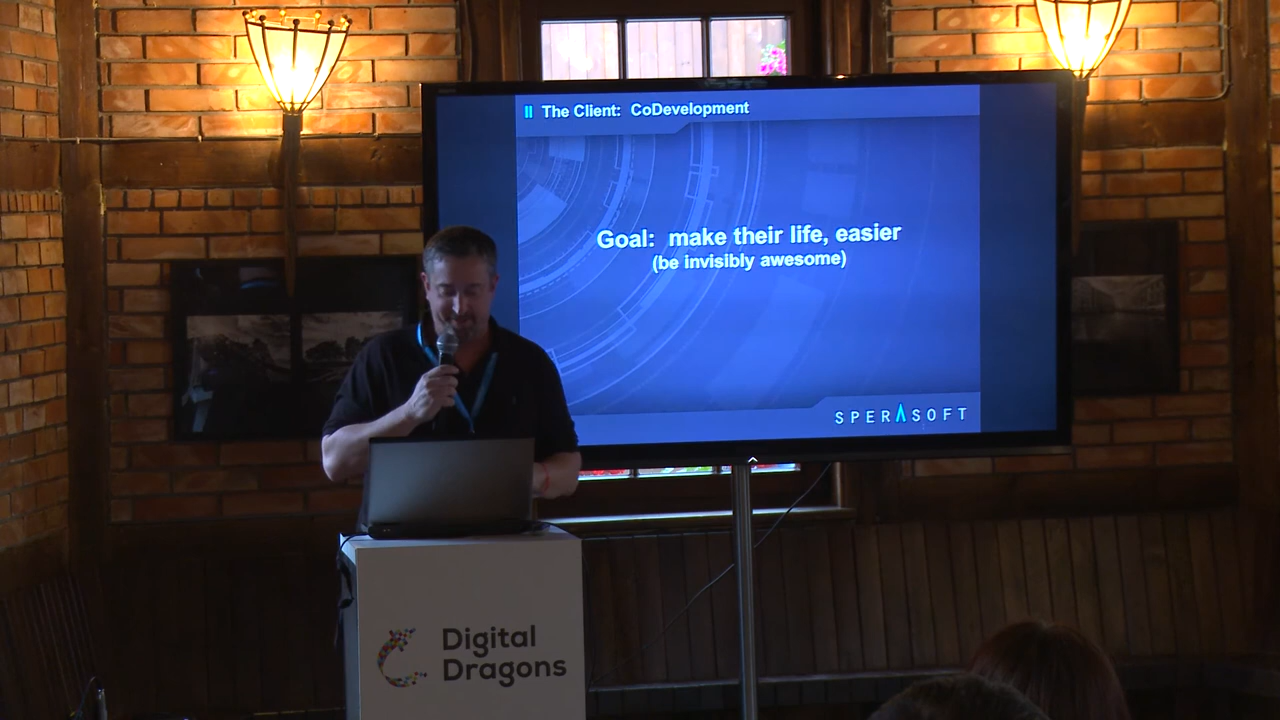 The Client: CoDevelopment
Goal: make their life, easier
(be invisibly awesome)
SPERASOFT
Digital
Dragons